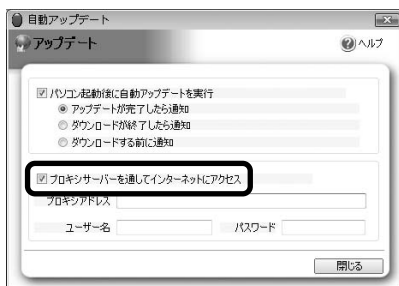 自動アップデート
アップデート
ヘルプ
パソコン起動後に自動アップデートを実行
アップデートが完了したら通知
ダウンロードが終了したら通知
ダウンロードする前に通知
プロキシサーバーを通してインターネットにアクセス
プロキシアドレス
ユーザー名 パスワード
閉じる